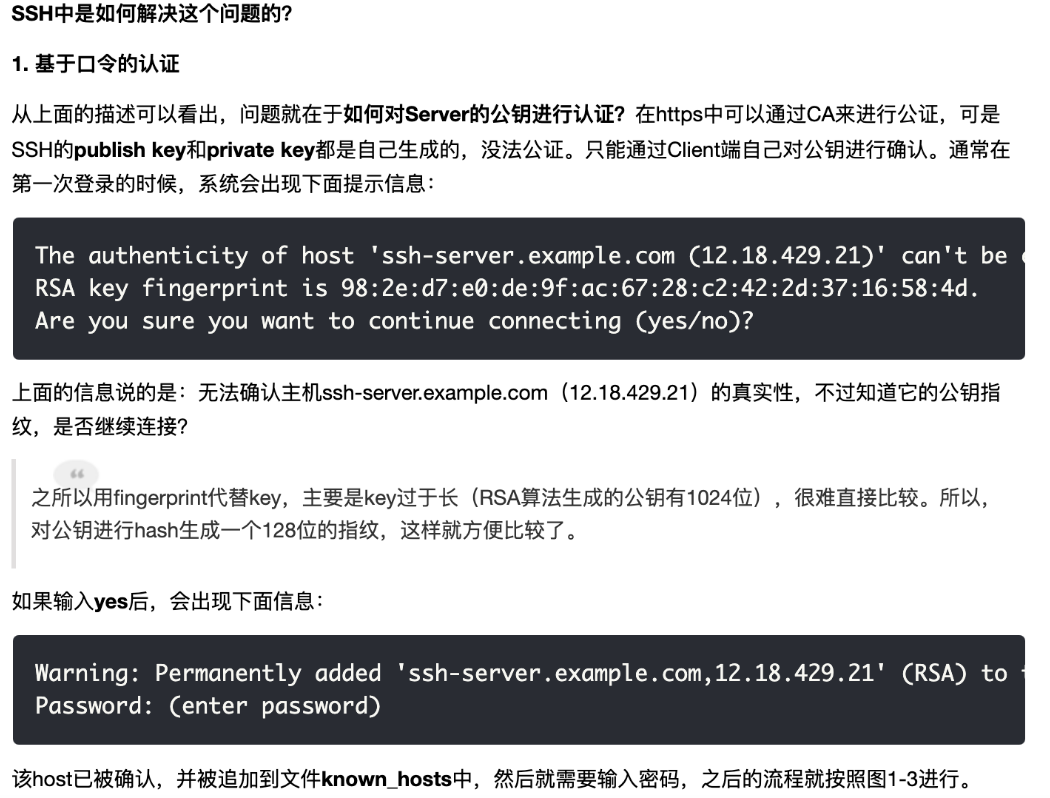 SSH中是如何解决这个问题的？
1. 基于口令的认证
从上面的描述可以看出，问题就在于如何对Server的公钥进行认证？在https中可以通过CA来进行公证，可是
SSH的publish key和private key都是自己生成的，没法公证。只能通过Client端自己对公钥进行确认。通常在
第一次登录的时候，系统会出现下面提示信息：
The authenticity of host 'ssh-server.example.com (12.18.429.21)' can't be
RSA key fingerprint is 98:2e:d7:e0:de:9f:ac:67:28:c2:42:2d:37:16:58:4d.
Are you sure you want to continue connecting (yes/no)?
上面的信息说的是：无法确认主机ssh-server.example.com（12.18.429.21）的真实性，不过知道它的公钥指
纹，是否继续连接？
“
之所以用fingerprint代替key，主要是key过于长（RSA算法生成的公钥有1024位），很难直接比较。所以，
对公钥进行hash生成一个128位的指纹，这样就方便比较了。
如果输入yes后，会出现下面信息：
Warning: Permanently added 'ssh-server.example.com,12.18.429.21' (RSA) to
Password: (enter password)
该host已被确认，并被追加到文件known_hosts中，然后就需要输入密码，之后的流程就按照图1-3进行。